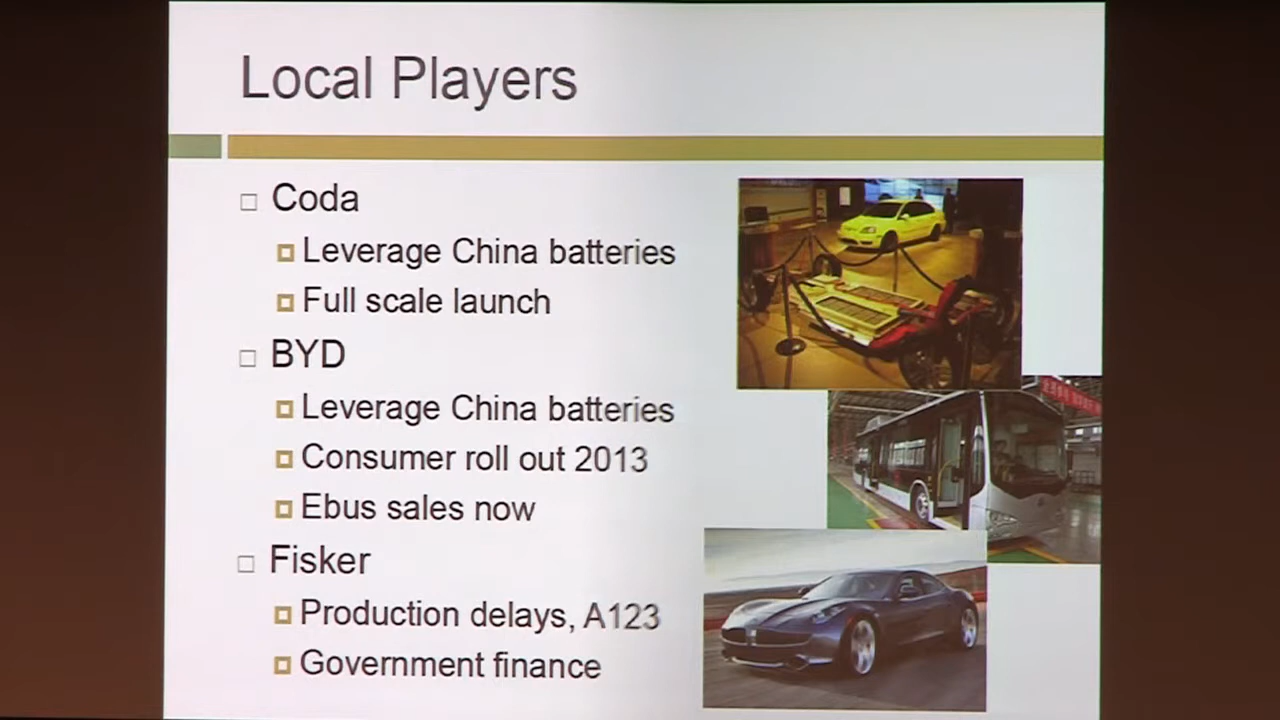 Local Players
Coda
Leverage China batteries
Full scale launch
BYD
Leverage China batteries
Consumer roll out 2013
Ebus sales now
Fisker
Production delays, A123
Government finance